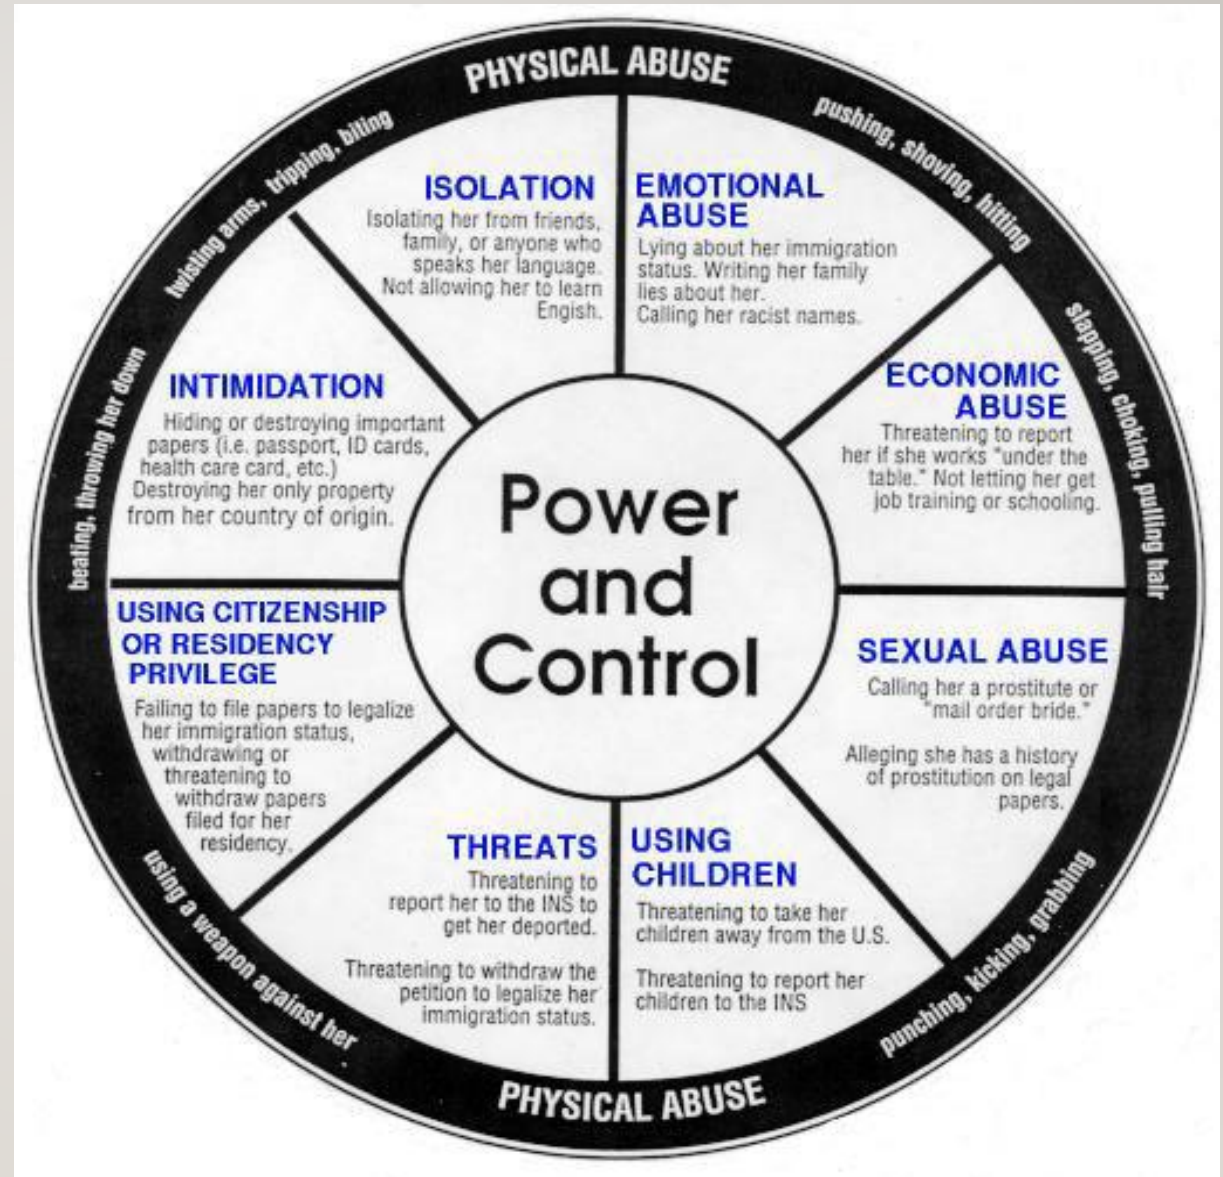 PHYSICAL ABUSE
pushing, shoving, hitting
slapping, choking, pulling hair
punching, kicking, grabbing
PHYSICAL ABUSE
using a weapon against her
beating, throwing her down
twisting arms, tripping, biting
Power
and
Control
ISOLATION
Isolating her from friends,
family, or anyone who
speaks her language.
Not allowing her to learn
Engish.
EMOTIONAL
ABUSE
Lying about her immigration
status. Writing her family
lies about her.
Calling her racist names.
ECONOMIC
ABUSE
Threatening to report
her if she works "under the
table." Not letting her get
job training or schooling.
SEXUAL ABUSE
Calling her a prostitute or
"mail order bride."
Alleging she has a history
of prostitution on legal
papers.
USING
CHILDREN
Threatening to take her
children away from the U.S.
Threatening to report her
children to the INS
THREATS
Threatening to
report her to the INS to
get her deported.
Threatening to withdraw the
petition to legalize her
immigration status.
USING CITIZENSHIP
OR RESIDENCY
PRIVILEGE
Failing to file papers to legalize
her immigration status,
withdrawing or
threatening to
withdraw papers
filed for her
residency.
INTIMIDATION
Hiding or destroying important
papers (i.e. passport, ID cards,
health care card, etc.)
Destroying her only property
from her country of origin.